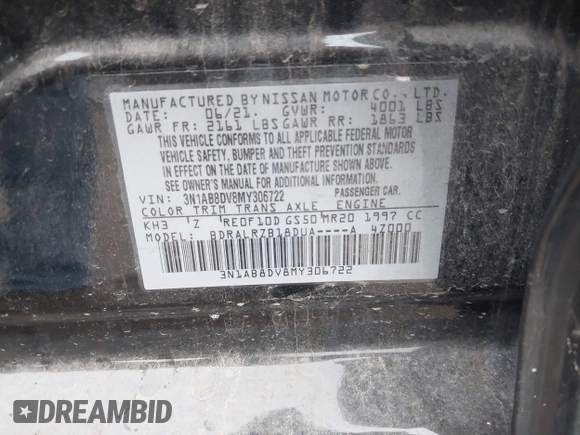 MANUFACTURED BY NISSAN MOTOR CO., LTD.
DATE: 06/21. GVWR: 4001 LBS
GAWR FR: 2161 LBS GAWR RR: 1863 LBS
THIS VEHICLE CONFORMS TO ALL APPLICABLE FEDERAL MOTOR
VEHICLE SAFETY, BUMPER AND THEFT PREVENTION STANDARDS
IN EFFECT ON THE DATE OF MANUFACTURE SHOWN ABOVE.
SEE OWNER'S MANUAL FOR ADDITIONAL INFORMATION
VIN: 3N1AB8DV8MY306722 PASSENGER CAR.
COLOR TRIM TRANS AXLE ENGINE
KH3 Z RE0F10D GS50 MR20 1997 CC
MODEL: BDRALRZB18DUA----A 4Z000
3N1AB8DV8MY306722
DREAMBID